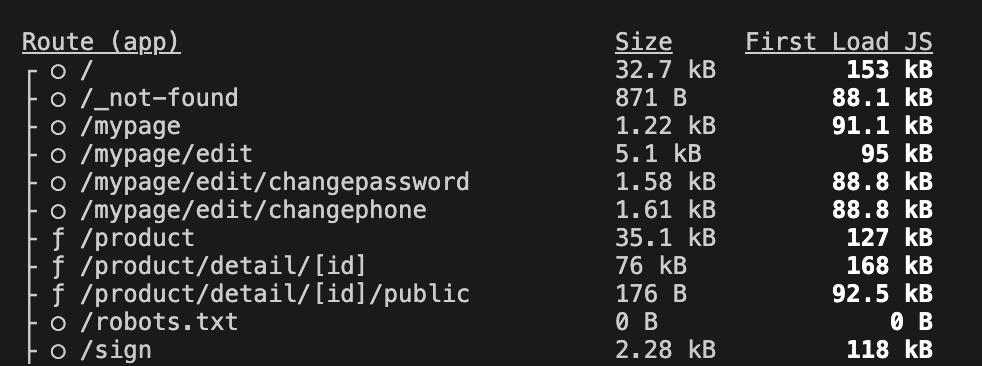 Route (app) Size First Load JS
┌ ○ / 32.7 kB 153 kB
├ ○ /_not-found 871 B 88.1 kB
├ ○ /mypage 1.22 kB 91.1 kB
├ ○ /mypage/edit 5.1 kB 95 kB
├ ○ /mypage/edit/changepassword 1.58 kB 88.8 kB
├ ○ /mypage/edit/changephone 1.61 kB 88.8 kB
├ ƒ /product 35.1 kB 127 kB
├ ƒ /product/detail/[id] 76 kB 168 kB
├ ƒ /product/detail/[id]/public 176 B 92.5 kB
├ ○ /robots.txt 0 B 0 B
├ ○ /sign 2.28 kB 118 kB